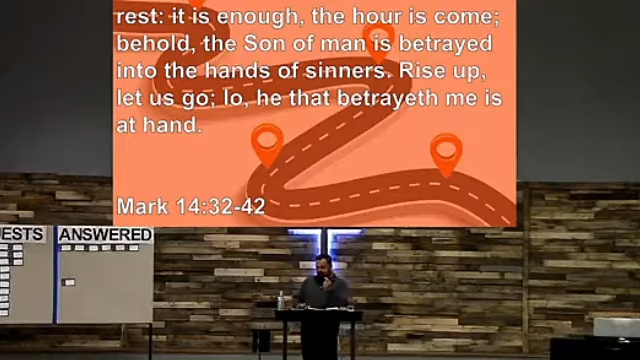 rest: it is enough, the hour is come;
behold, the Son of man is betrayed
into the hands of sinners. Rise up,
let us go; lo, he that betrayeth me is
at hand.
Mark 14:32-42
ESTS ANSWERED